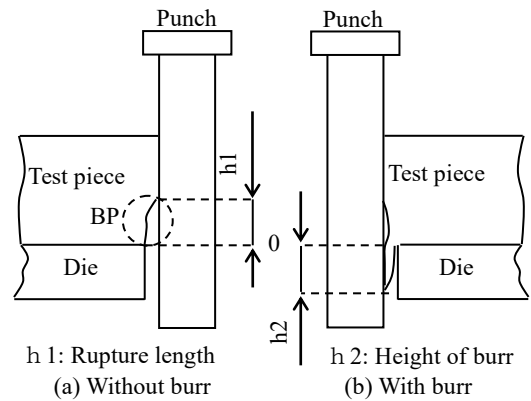 Punch
Punch
h1
Test piece
Test piece
BP
0
Die
Die
h2
h 1: Rupture length
h 2: Height of burr
(a) Without burr
(b) With burr